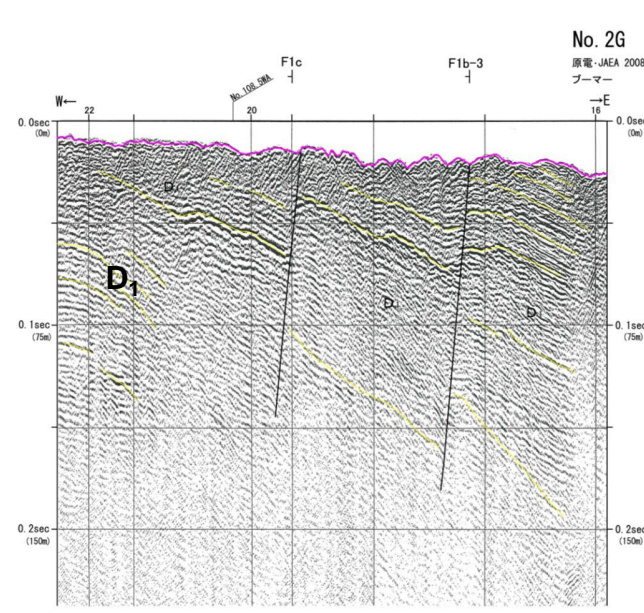 No. 2G
原電・JAEA 2008
ブーマー
F1c
F1b-3
No.108.5WA
W←
→E
22
20
16
0.0sec
(0m)
0.0sec
(0m)
D
D₁
D
D
0.1sec
(75m)
0.1sec
(75m)
0.2sec
(150m)
0.2sec
(150m)